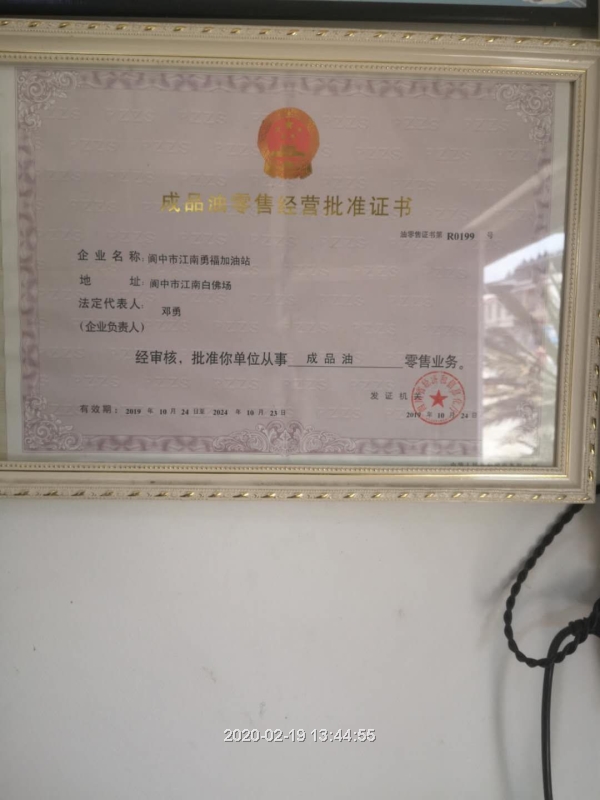 成品油零售经营批准证书
油零售证书第 R0199 号
企业名称: 阆中市江南勇福加油站
地 址: 阆中市江南白佛场
法定代表人: 邓勇
(企业负责人)
经审核，批准你单位从事 成品油 零售业务。
发证机关
有效期: 2019 年 10 月 24 日至 2024 年 10 月 23 日
2019 年 10 月 24 日
2020-02-19 13:44:55